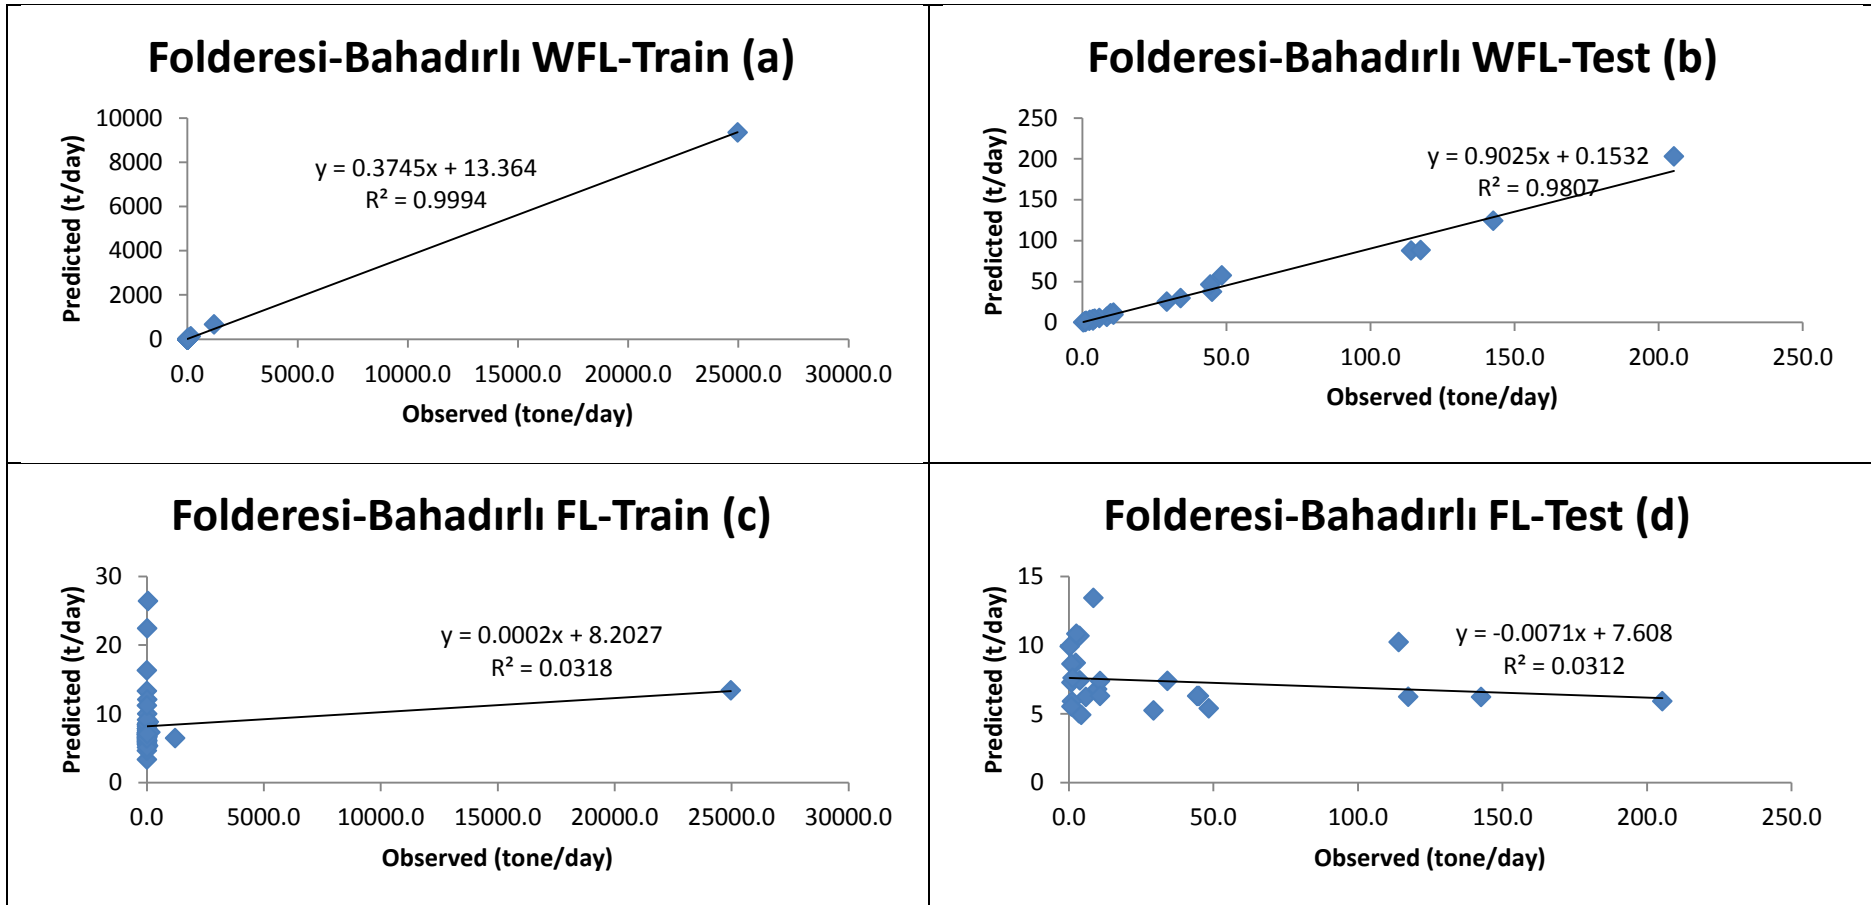 Folderesi-Bahadırlı WFL-Train (a)
Predicted (t/day)
10000
8000
6000
4000
2000
0
y = 0.3745x + 13.364
R² = 0.9994
0.0 5000.0 10000.0 15000.0 20000.0 25000.0 30000.0
Observed (tone/day)
Folderesi-Bahadırlı WFL-Test (b)
Predicted (t/day)
250
200
150
100
50
0
y = 0.9025x + 0.1532
R² = 0.9807
0.0 50.0 100.0 150.0 200.0 250.0
Observed (tone/day)
Folderesi-Bahadırlı FL-Train (c)
Predicted (t/day)
30
20
10
0
y = 0.0002x + 8.2027
R² = 0.0318
0.0 5000.0 10000.0 15000.0 20000.0 25000.0 30000.0
Observed (tone/day)
Folderesi-Bahadırlı FL-Test (d)
Predicted (t/day)
15
10
5
0
y = -0.0071x + 7.608
R² = 0.0312
0.0 50.0 100.0 150.0 200.0 250.0
Observed (tone/day)